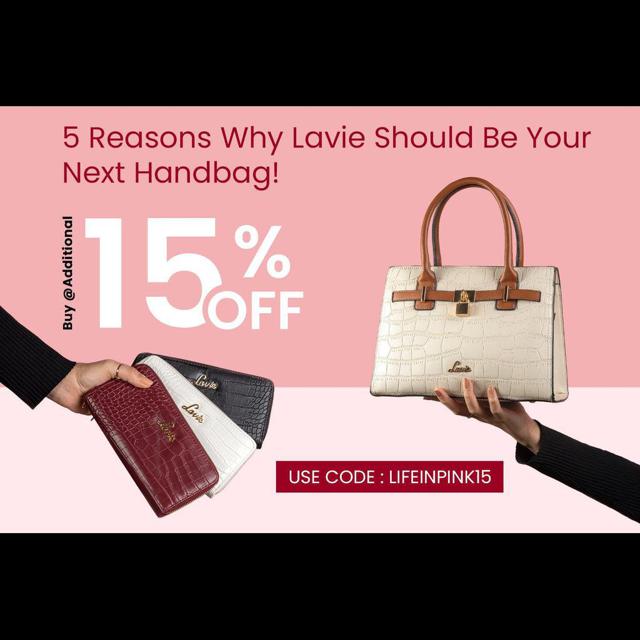 5 Reasons Why Lavie Should Be Your
Next Handbag!
Buy @Additional
15%
OFF
Lavie
Lavie
Lavie
Lavie
USE CODE : LIFEINPINK15